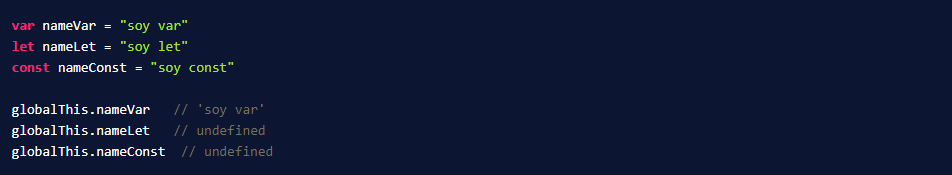 var nameVar = "soy var"
let nameLet = "soy let"
const nameConst = "soy const"

globalThis.nameVar   // 'soy var'
globalThis.nameLet   // undefined
globalThis.nameConst  // undefined